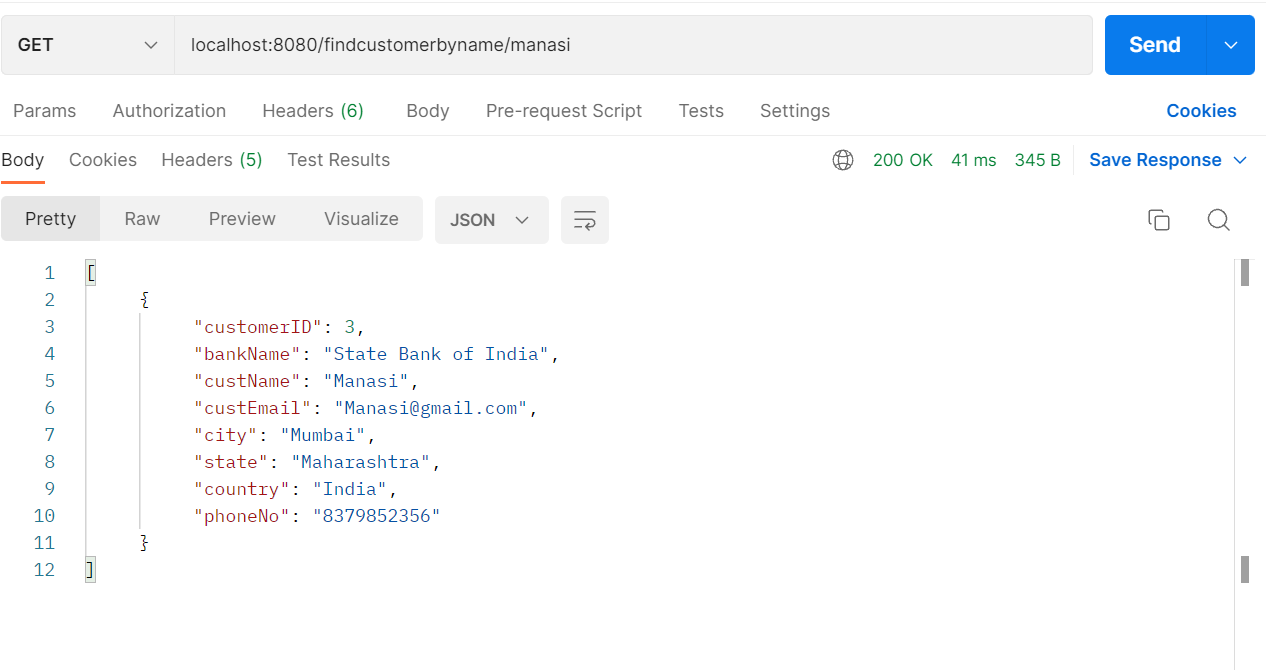 GET localhost:8080/findcustomerbyname/manasi Send
Params Authorization Headers (6) Body Pre-request Script Tests Settings Cookies
Body Cookies Headers (5) Test Results 200 OK 41 ms 345 B Save Response
Pretty Raw Preview Visualize JSON
1 [
2 {
3 "customerID": 3,
4 "bankName": "State Bank of India",
5 "custName": "Manasi",
6 "custEmail": "Manasi@gmail.com",
7 "city": "Mumbai",
8 "state": "Maharashtra",
9 "country": "India",
10 "phoneNo": "8379852356"
11 }
12 ]